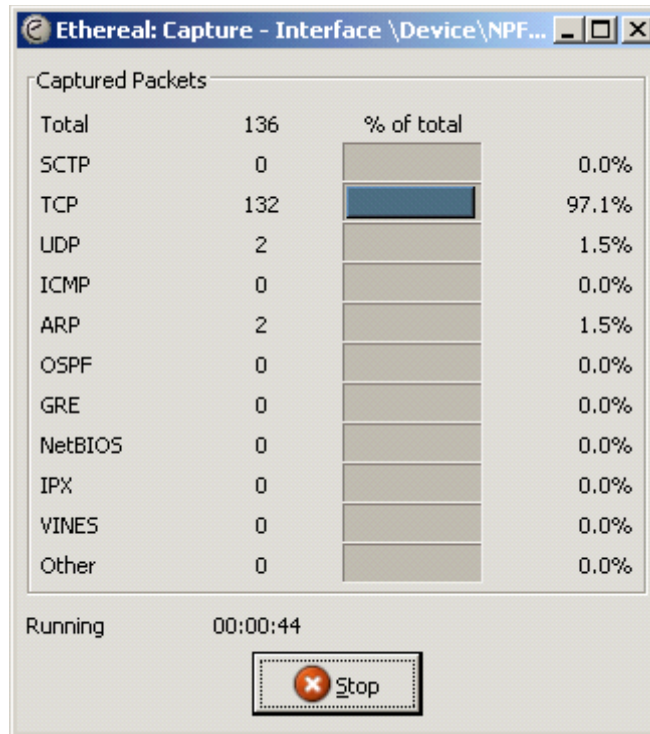 Ethereal: Capture - Interface \Device\NPF...
Captured Packets
Total 136 % of total
SCTP 0 0.0%
TCP 132 97.1%
UDP 2 1.5%
ICMP 0 0.0%
ARP 2 1.5%
OSPF 0 0.0%
GRE 0 0.0%
NetBIOS 0 0.0%
IPX 0 0.0%
VINES 0 0.0%
Other 0 0.0%
Running 00:00:44
Stop